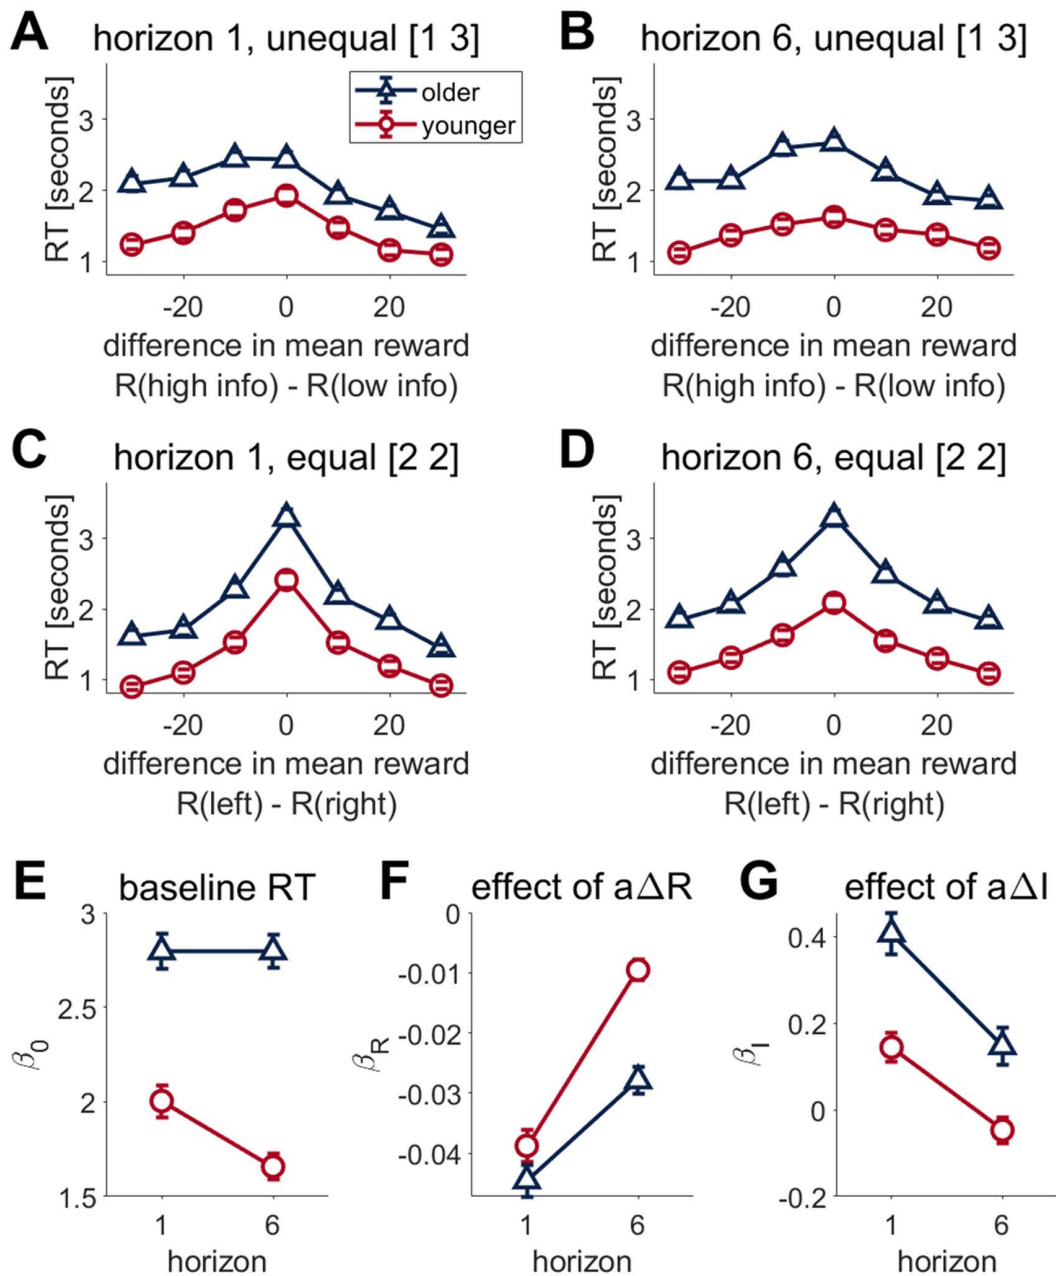 A horizon 1, unequal [1 3]
RT [seconds]
3
2
1
older
younger
-20 0 20
difference in mean reward
R(high info) - R(low info)
B horizon 6, unequal [1 3]
RT [seconds]
3
2
1
-20 0 20
difference in mean reward
R(high info) - R(low info)
C horizon 1, equal [2 2]
RT [seconds]
3
2
1
-20 0 20
difference in mean reward
R(left) - R(right)
D horizon 6, equal [2 2]
RT [seconds]
3
2
1
-20 0 20
difference in mean reward
R(left) - R(right)
E baseline RT
β0
3
2.5
2
1.5
1 6
horizon
F effect of aΔR
βR
0
-0.01
-0.02
-0.03
-0.04
1 6
horizon
G effect of aΔI
βI
0.4
0.2
0
-0.2
1 6
horizon